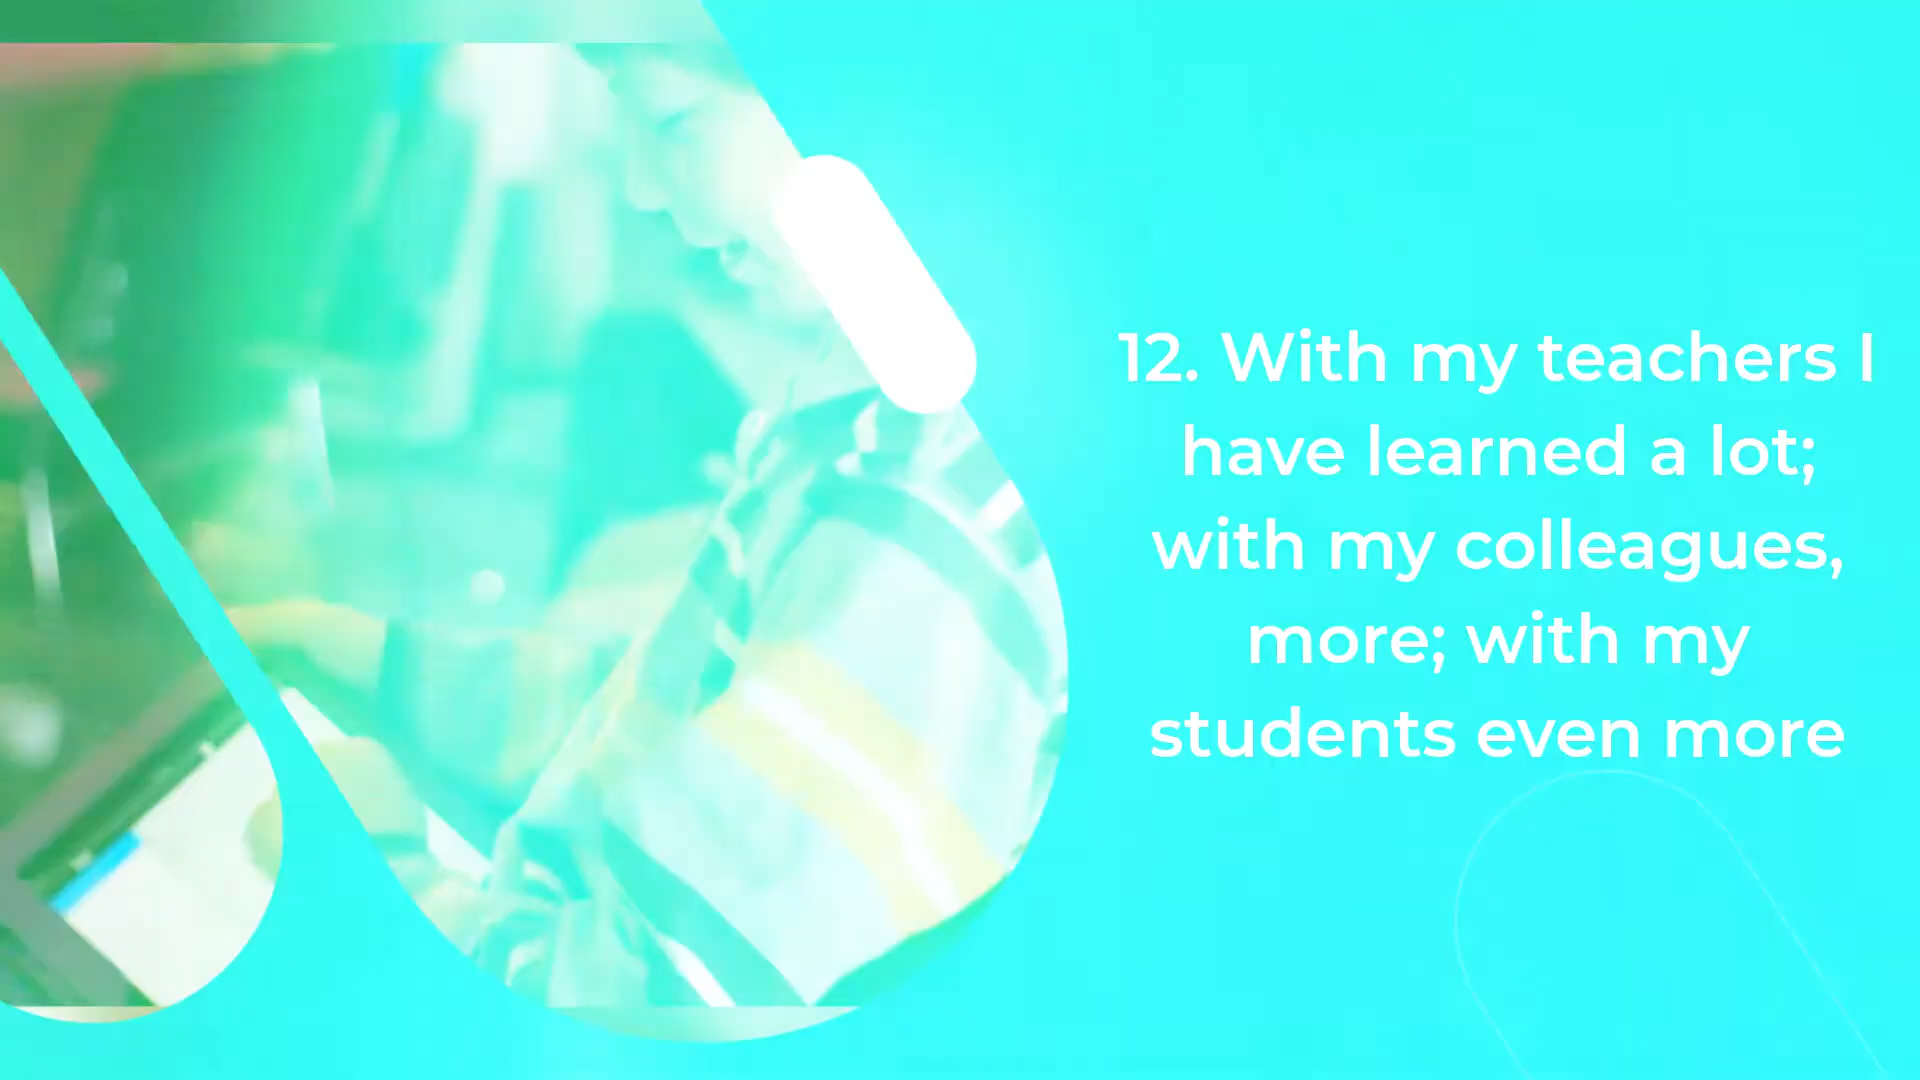 12. With my teachers I
have learned a lot;
with my colleagues,
more; with my
students even more